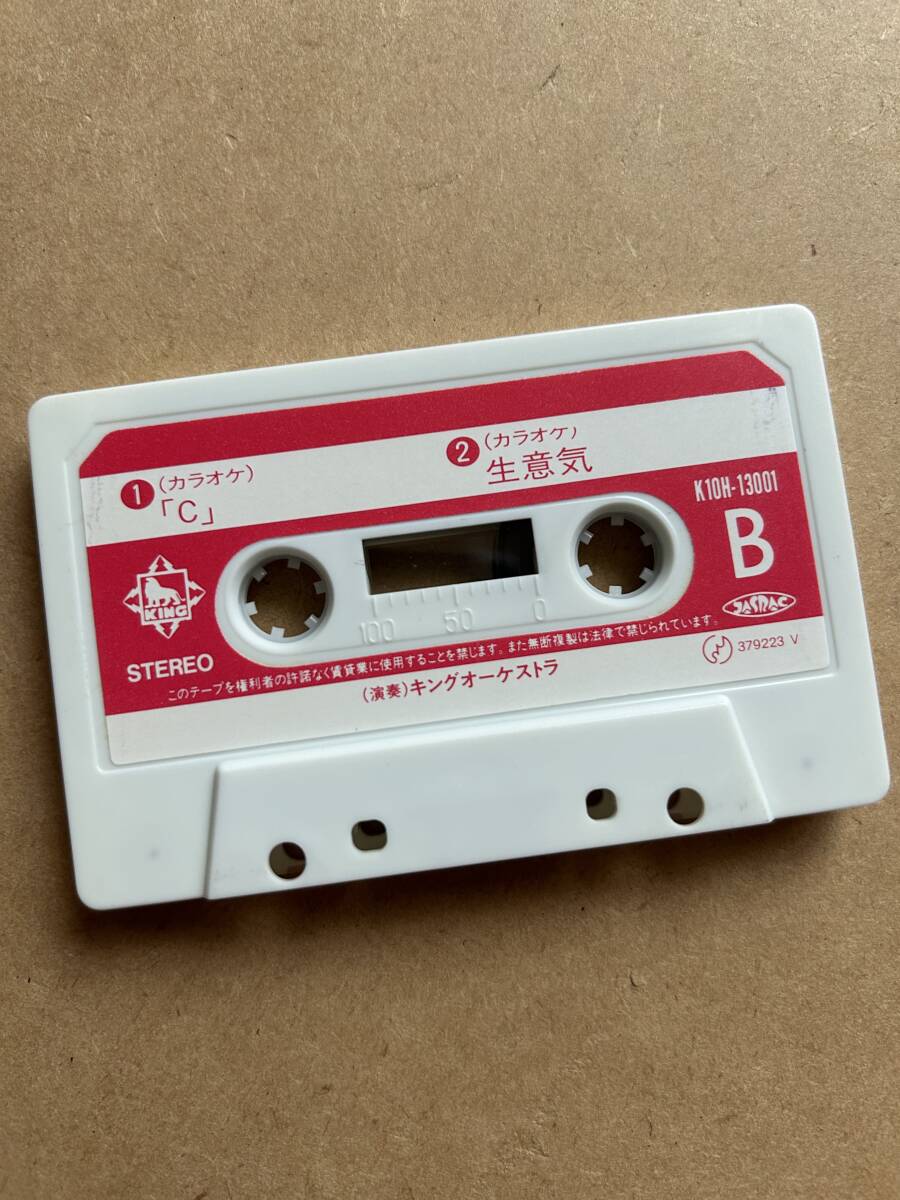 ❶(カラオケ)
「C」
❷(カラオケ)
生意気
K10H-13001
B
KING
STEREO
100 50 0
JASRAC
このテープを権利者の許諾なく賃貸業に使用することを禁じます。また無断複製は法律で禁じられています。
(演奏)キングオーケストラ
379223 V